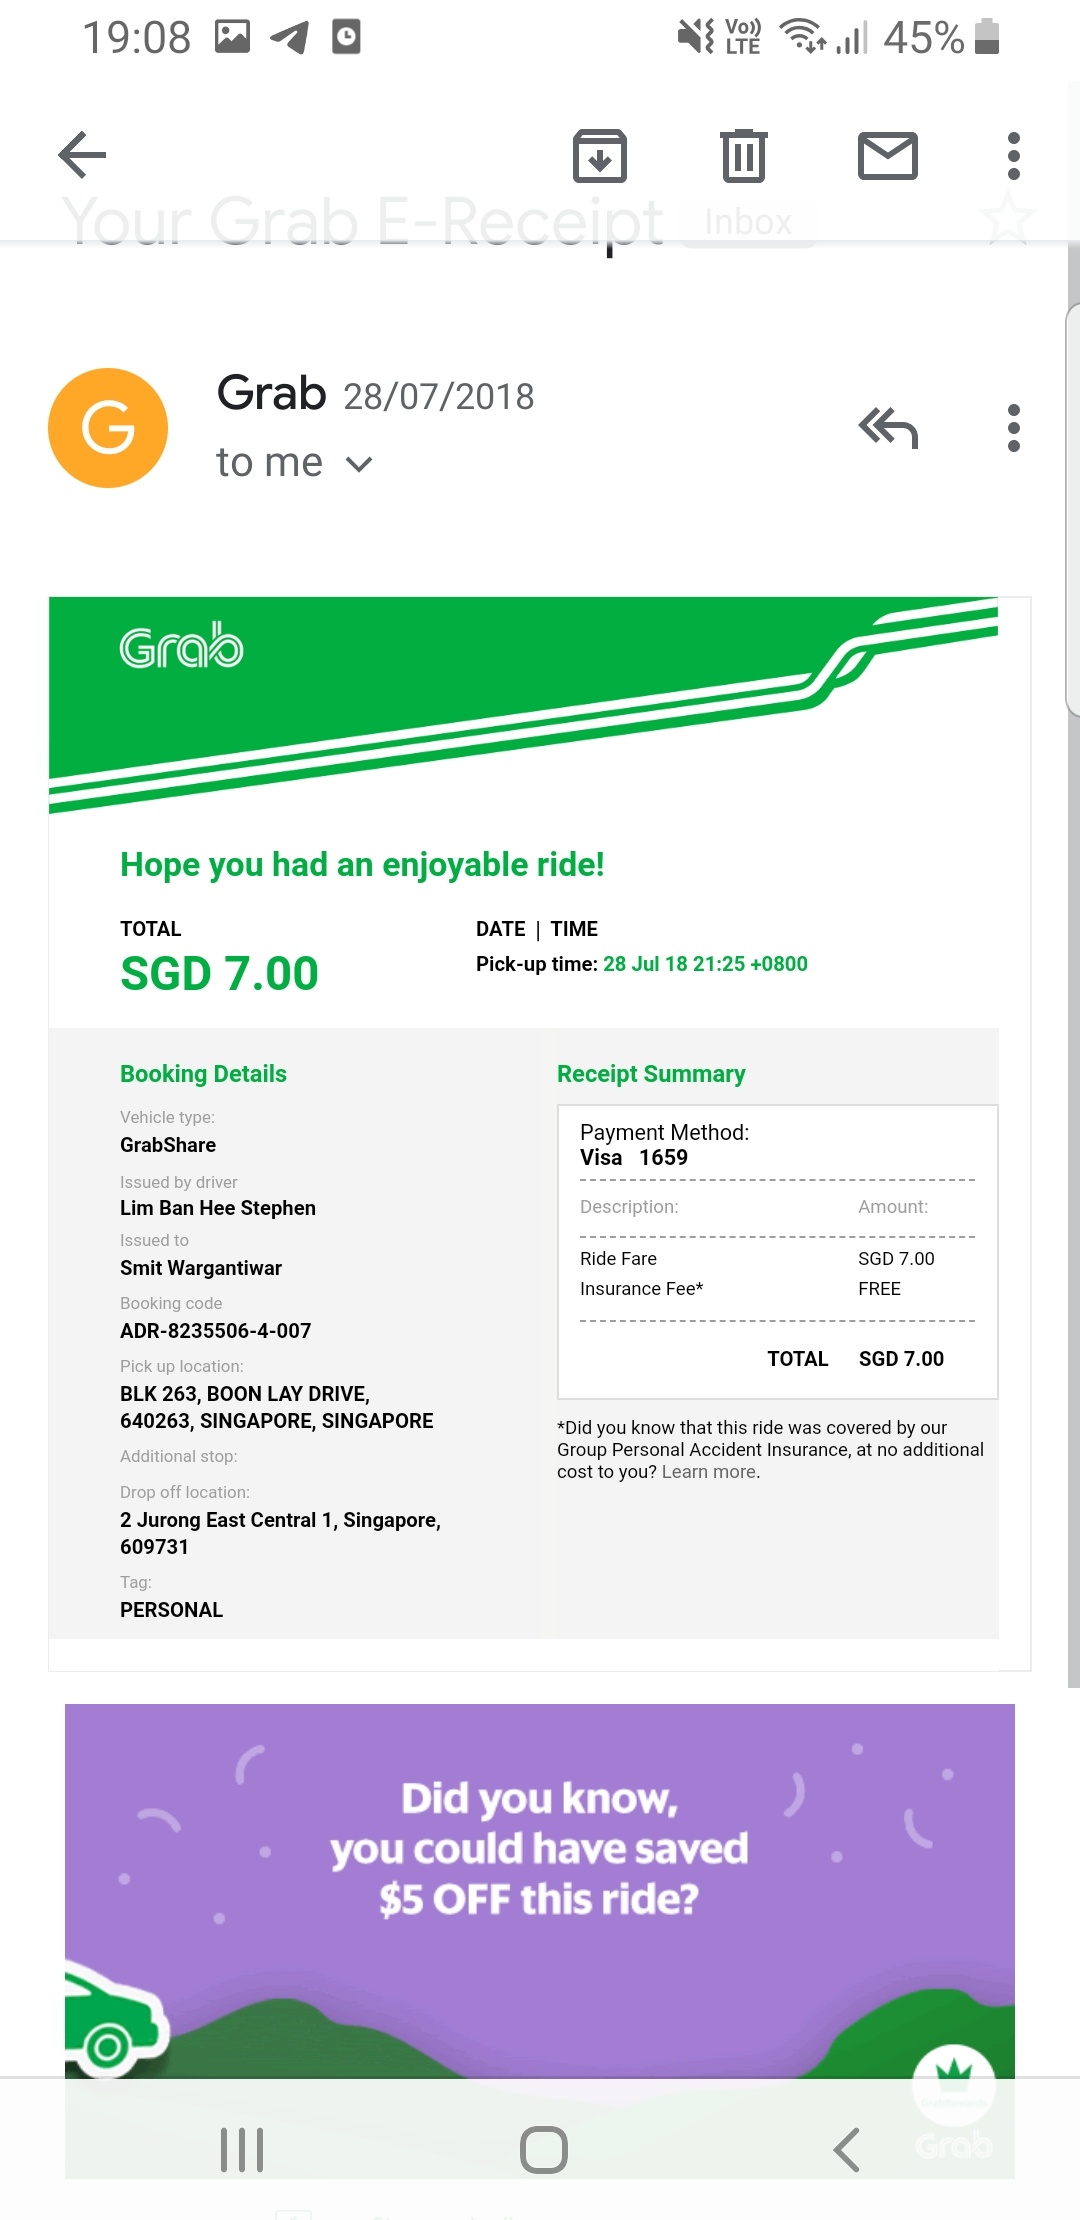 19:08 Vo)) LTE 45%
Your Grab E-Receipt Inbox
G
Grab 28/07/2018
to me
Grab
Hope you had an enjoyable ride!
TOTAL
SGD 7.00
DATE | TIME
Pick-up time: 28 Jul 18 21:25 +0800
Booking Details
Vehicle type:
GrabShare
Issued by driver
Lim Ban Hee Stephen
Issued to
Smit Wargantiwar
Booking code
ADR-8235506-4-007
Pick up location:
BLK 263, BOON LAY DRIVE,
640263, SINGAPORE, SINGAPORE
Additional stop:
Drop off location:
2 Jurong East Central 1, Singapore,
609731
Tag:
PERSONAL
Receipt Summary
Payment Method:
Visa 1659
Description: Amount:
Ride Fare SGD 7.00
Insurance Fee* FREE
TOTAL SGD 7.00
*Did you know that this ride was covered by our
Group Personal Accident Insurance, at no additional
cost to you? Learn more.
Did you know,
you could have saved
$5 OFF this ride?
Grab